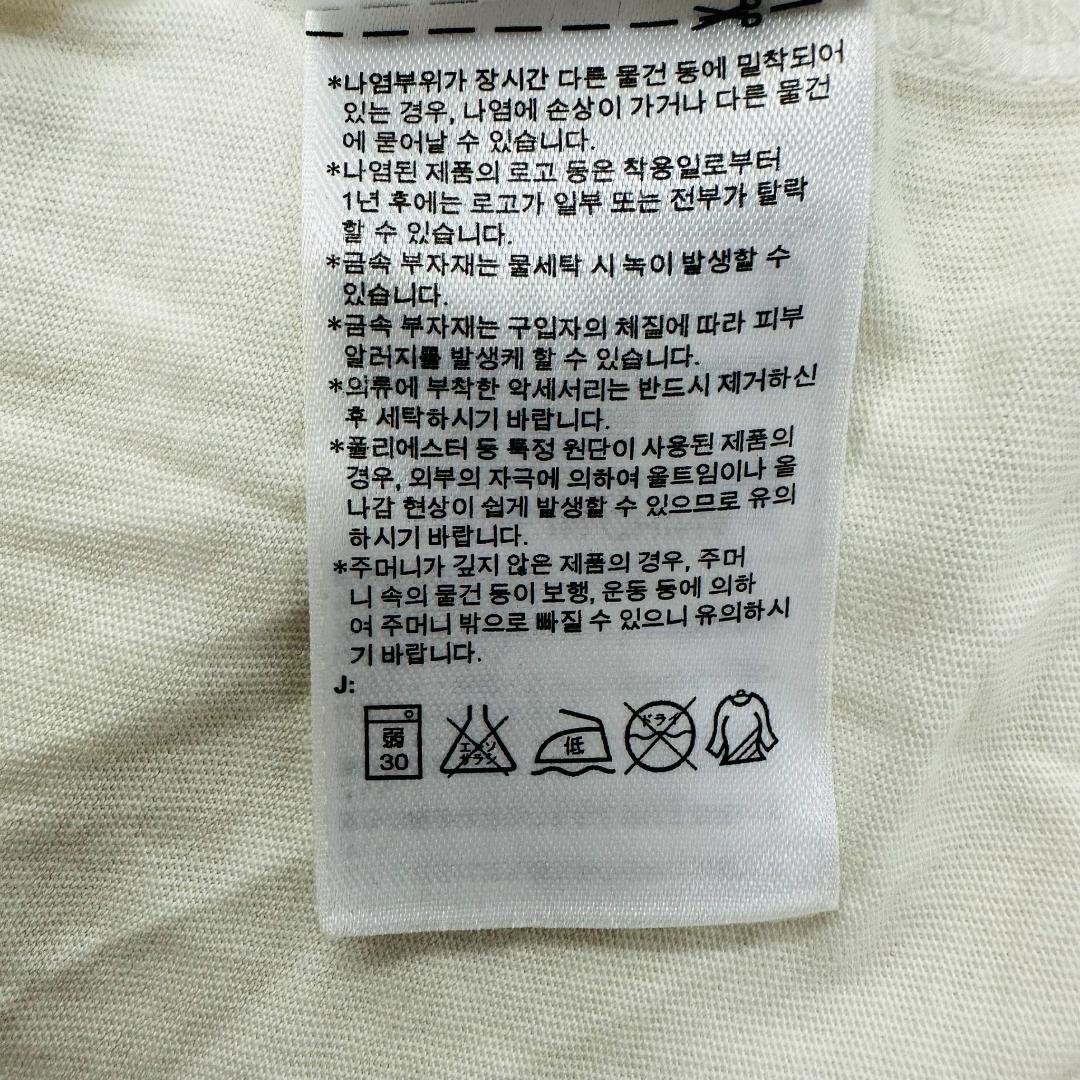 *나염부위가 장시간 다른 물건 등에 밀착되어
있는 경우, 나염에 손상이 가거나 다른 물건
에 묻어날 수 있습니다.
*나염된 제품의 로고 등은 착용일로부터
1년 후에는 로고가 일부 또는 전부가 탈락
할 수 있습니다.
*금속 부자재는 물세탁 시 녹이 발생할 수
있습니다.
*금속 부자재는 구입자의 체질에 따라 피부
알러지를 발생케 할 수 있습니다.
*의류에 부착한 악세서리는 반드시 제거하신
후 세탁하시기 바랍니다.
*폴리에스터 등 특정 원단이 사용된 제품의
경우, 외부의 자극에 의하여 올트임이나 올
나감 현상이 쉽게 발생할 수 있으므로 유의
하시기 바랍니다.
*주머니가 깊지 않은 제품의 경우, 주머
니 속의 물건 등이 보행, 운동 등에 의하
여 주머니 밖으로 빠질 수 있으니 유의하시
기 바랍니다.
J:
弱 エンソ 低 ドライ
30 サラシ